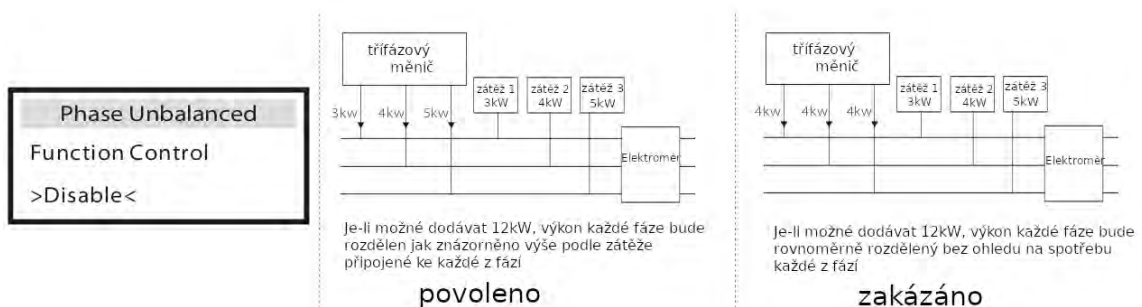 Phase Unbalanced
Function Control
>Disable<
třífázový
měnič
zátěž 1
3kW
zátěž 2
4kW
zátěž 3
5kW
3kw
4kw
5kw
Elektroměr
Je-li možné dodávat 12kW, výkon každé fáze bude
rozdělen jak znázorněno výše podle zátěže
připojené ke každé z fází
povoleno
třífázový
měnič
zátěž 1
3kW
zátěž 2
4kW
zátěž 3
5kW
4kw
4kw
4kw
Elektroměr
Je-li možné dodávat 12kW, výkon každé fáze bude
rovnoměrně rozdělený bez ohledu na spotřebu
každé z fází
zakázáno